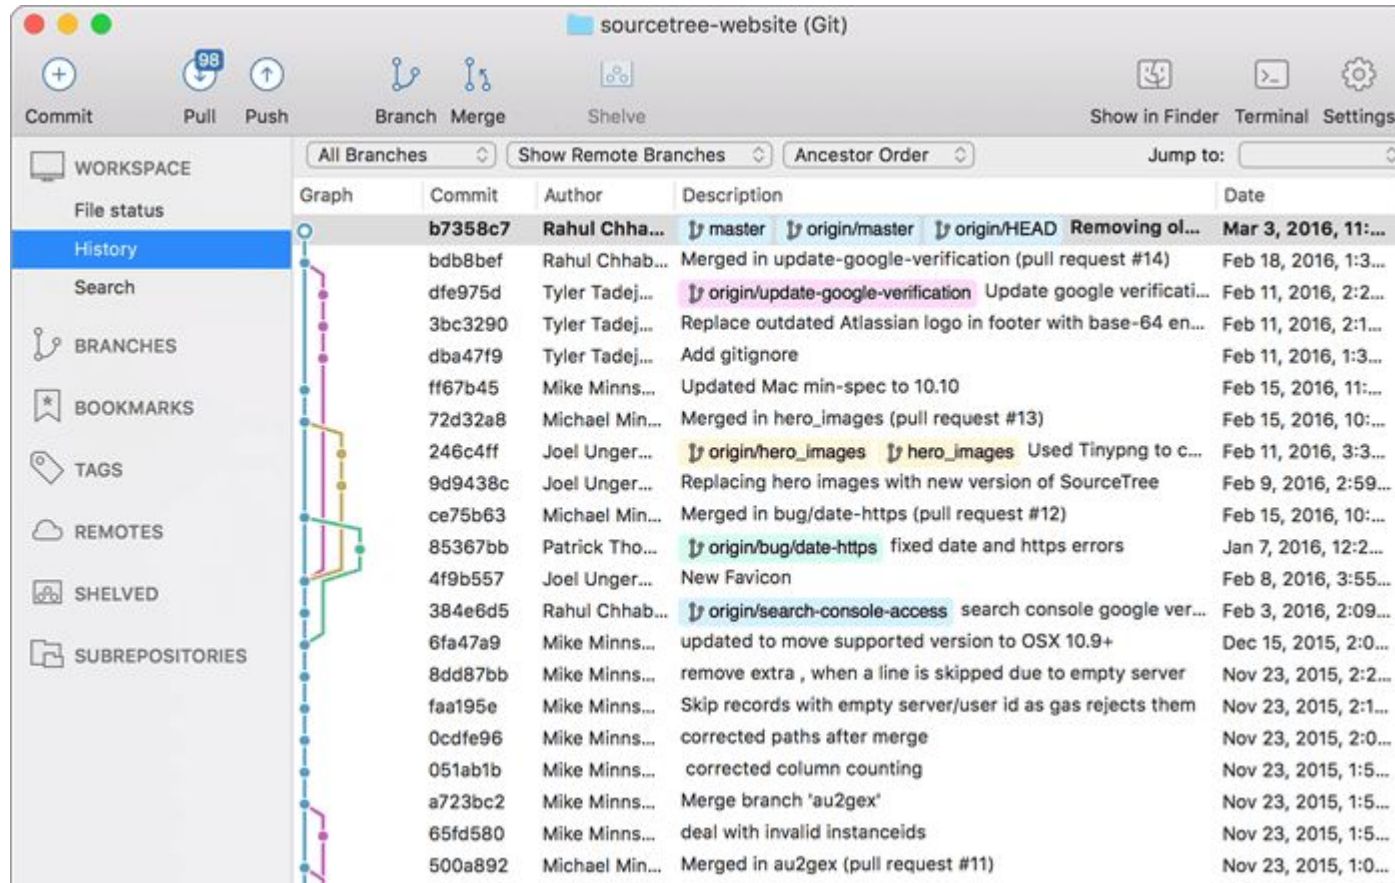 sourcetree-website (Git)
98
Commit Pull Push Branch Merge Shelve Show in Finder Terminal Settings
WORKSPACE
File status
History
Search
BRANCHES
BOOKMARKS
TAGS
REMOTES
SHELVED
SUBREPOSITORIES
All Branches Show Remote Branches Ancestor Order Jump to:
Graph Commit Author Description Date
b7358c7 Rahul Chha... master origin/master origin/HEAD Removing ol... Mar 3, 2016, 11:...
bdb8bef Rahul Chhab... Merged in update-google-verification (pull request #14) Feb 18, 2016, 1:3...
dfe975d Tyler Tadej... origin/update-google-verification Update google verificati... Feb 11, 2016, 2:2...
3bc3290 Tyler Tadej... Replace outdated Atlassian logo in footer with base-64 en... Feb 11, 2016, 2:1...
dba47f9 Tyler Tadej... Add gitignore Feb 11, 2016, 1:3...
ff67b45 Mike Minns... Updated Mac min-spec to 10.10 Feb 15, 2016, 11:...
72d32a8 Michael Min... Merged in hero_images (pull request #13) Feb 15, 2016, 10:...
246c4ff Joel Unger... origin/hero_images hero_images Used Tinypng to c... Feb 11, 2016, 3:3...
9d9438c Joel Unger... Replacing hero images with new version of SourceTree Feb 9, 2016, 2:59...
ce75b63 Michael Min... Merged in bug/date-https (pull request #12) Feb 15, 2016, 10:...
85367bb Patrick Tho... origin/bug/date-https fixed date and https errors Jan 7, 2016, 12:2...
4f9b557 Joel Unger... New Favicon Feb 8, 2016, 3:55...
384e6d5 Rahul Chhab... origin/search-console-access search console google ver... Feb 3, 2016, 2:09...
6fa47a9 Mike Minns... updated to move supported version to OSX 10.9+ Dec 15, 2015, 2:0...
8dd87bb Mike Minns... remove extra , when a line is skipped due to empty server Nov 23, 2015, 2:2...
faa195e Mike Minns... Skip records with empty server/user id as gas rejects them Nov 23, 2015, 2:1...
0cdfe96 Mike Minns... corrected paths after merge Nov 23, 2015, 2:0...
051ab1b Mike Minns... corrected column counting Nov 23, 2015, 1:5...
a723bc2 Mike Minns... Merge branch 'au2gex' Nov 23, 2015, 1:5...
65fd580 Mike Minns... deal with invalid instanceids Nov 23, 2015, 1:5...
500a892 Michael Min... Merged in au2gex (pull request #11) Nov 23, 2015, 1:0...